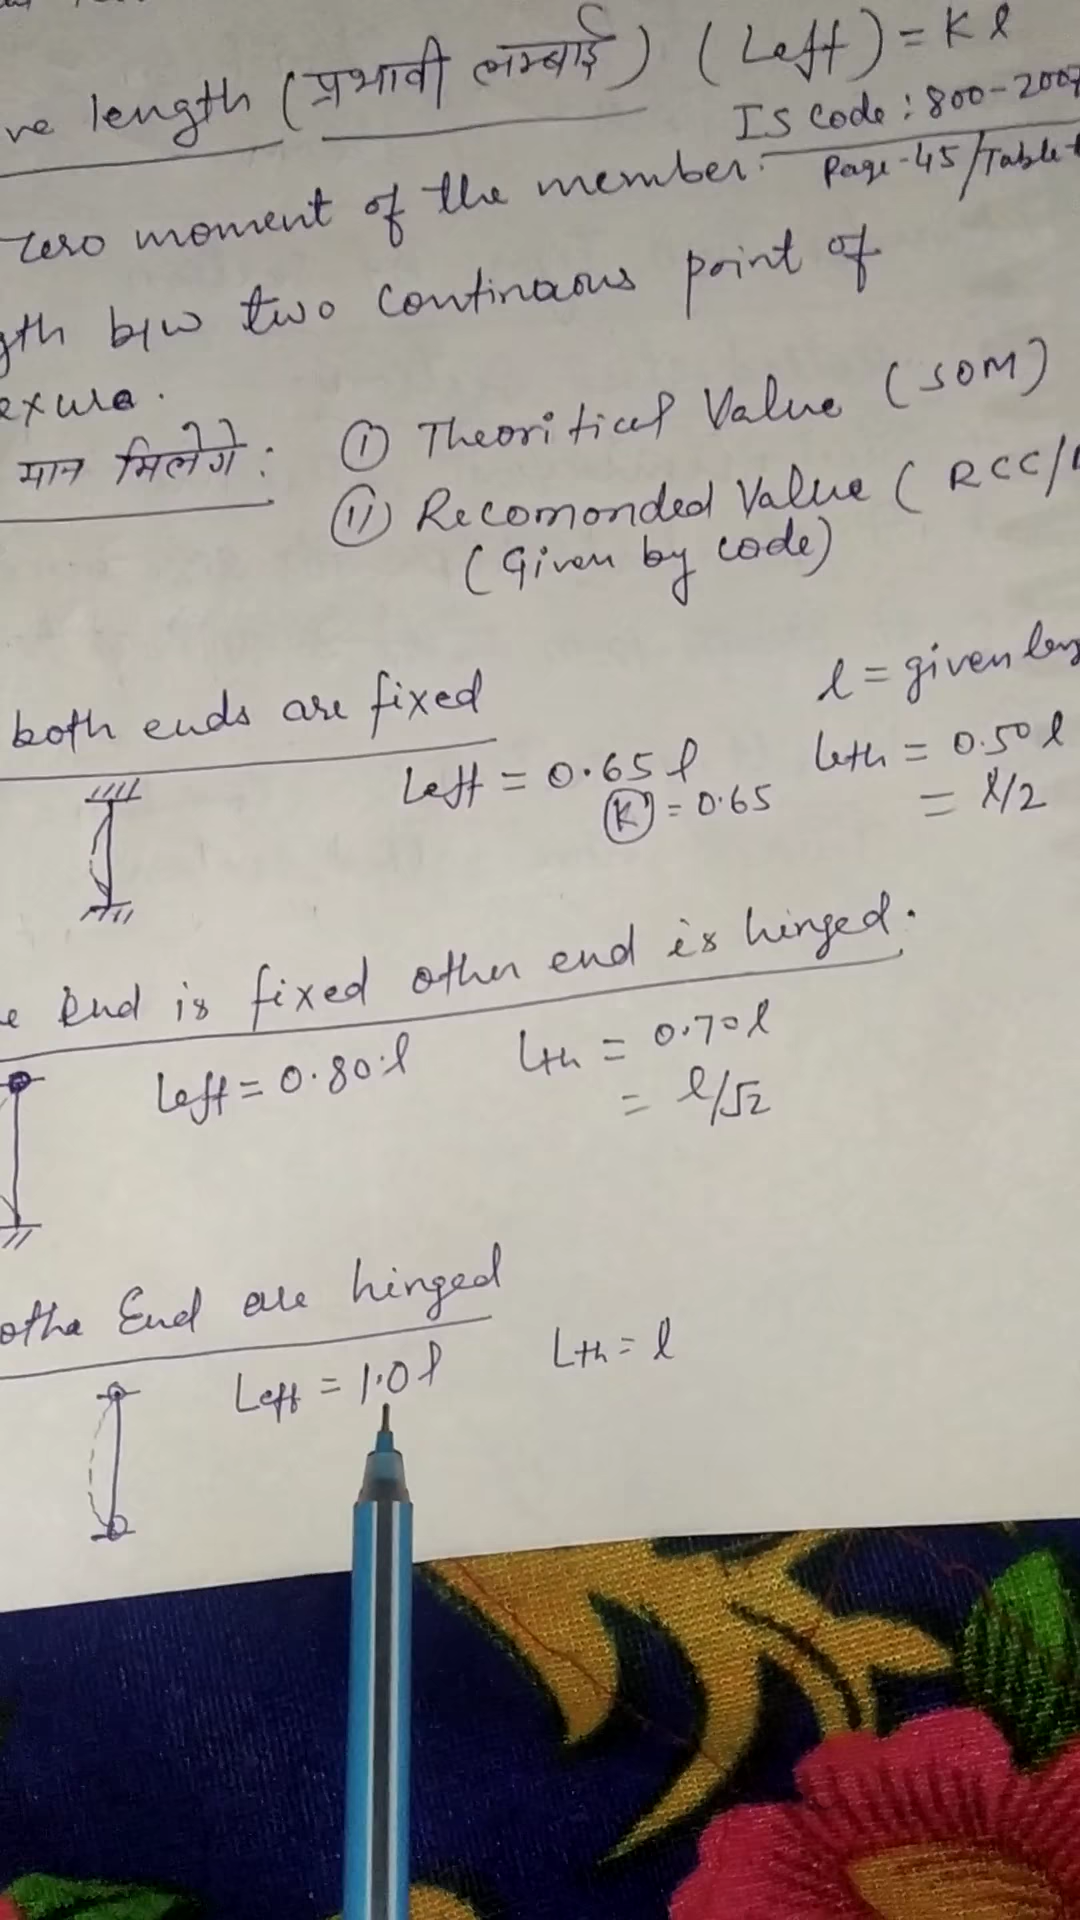 ve length (प्रभावी लम्बाई) (Leff) = Kl
IS Code : 800-2007
Page-45/Table
zero moment of the member.
gth b/w two continuous point of
exure.
मान मिलेगे :
(i) Theoritical Value (SOM)
(ii) Recomonded Value ( RCC/
(Given by code)
both ends are fixed
l = given len
Leff = 0.65 l
Lth = 0.50 l
K = 0.65
= l/2
e End is fixed other end is hinged.
Leff = 0.80 l
Lth = 0.70 l
= l/√2
othe End are hinged
Leff = 1.0 l
Lth = l